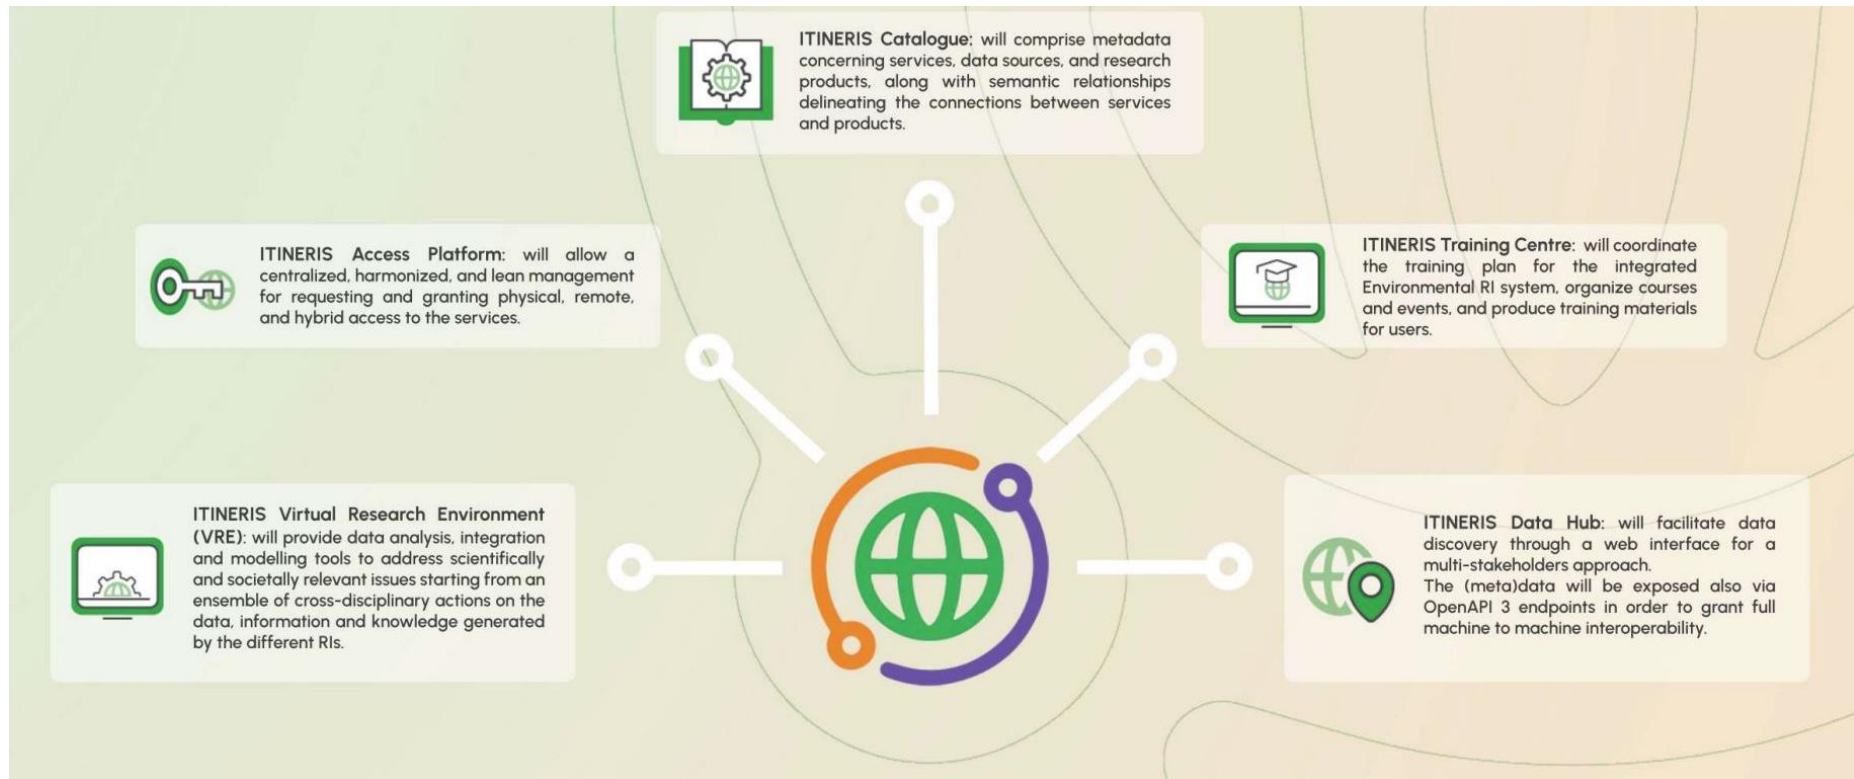 ITINERIS Catalogue: will comprise metadata
concerning services, data sources, and research
products, along with semantic relationships
delineating the connections between services
and products.
ITINERIS Access Platform: will allow a
centralized, harmonized, and lean management
for requesting and granting physical, remote,
and hybrid access to the services.
ITINERIS Training Centre: will coordinate
the training plan for the integrated
Environmental RI system, organize courses
and events, and produce training materials
for users.
ITINERIS Virtual Research Environment
(VRE): will provide data analysis, integration
and modelling tools to address scientifically
and societally relevant issues starting from an
ensemble of cross-disciplinary actions on the
data, information and knowledge generated
by the different RIs.
ITINERIS Data Hub: will facilitate data
discovery through a web interface for a
multi-stakeholders approach.
The (meta)data will be exposed also via
OpenAPI 3 endpoints in order to grant full
machine to machine interoperability.